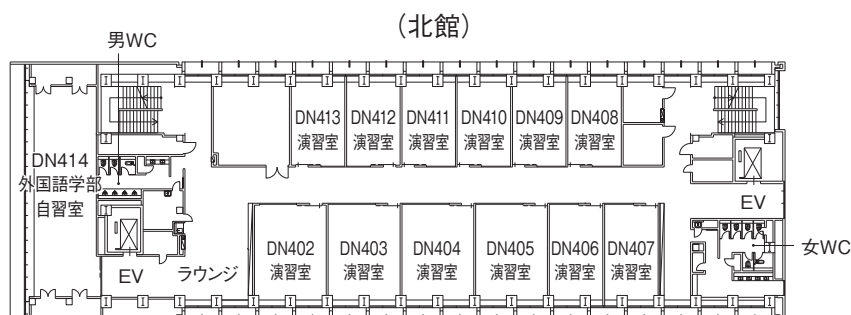 (北館)
男WC
DN413
演習室
DN412
演習室
DN411
演習室
DN410
演習室
DN409
演習室
DN408
演習室
DN414
外国語学部
自習室
EV
DN402
演習室
DN403
演習室
DN404
演習室
DN405
演習室
DN406
演習室
DN407
演習室
女WC
EV
ラウンジ